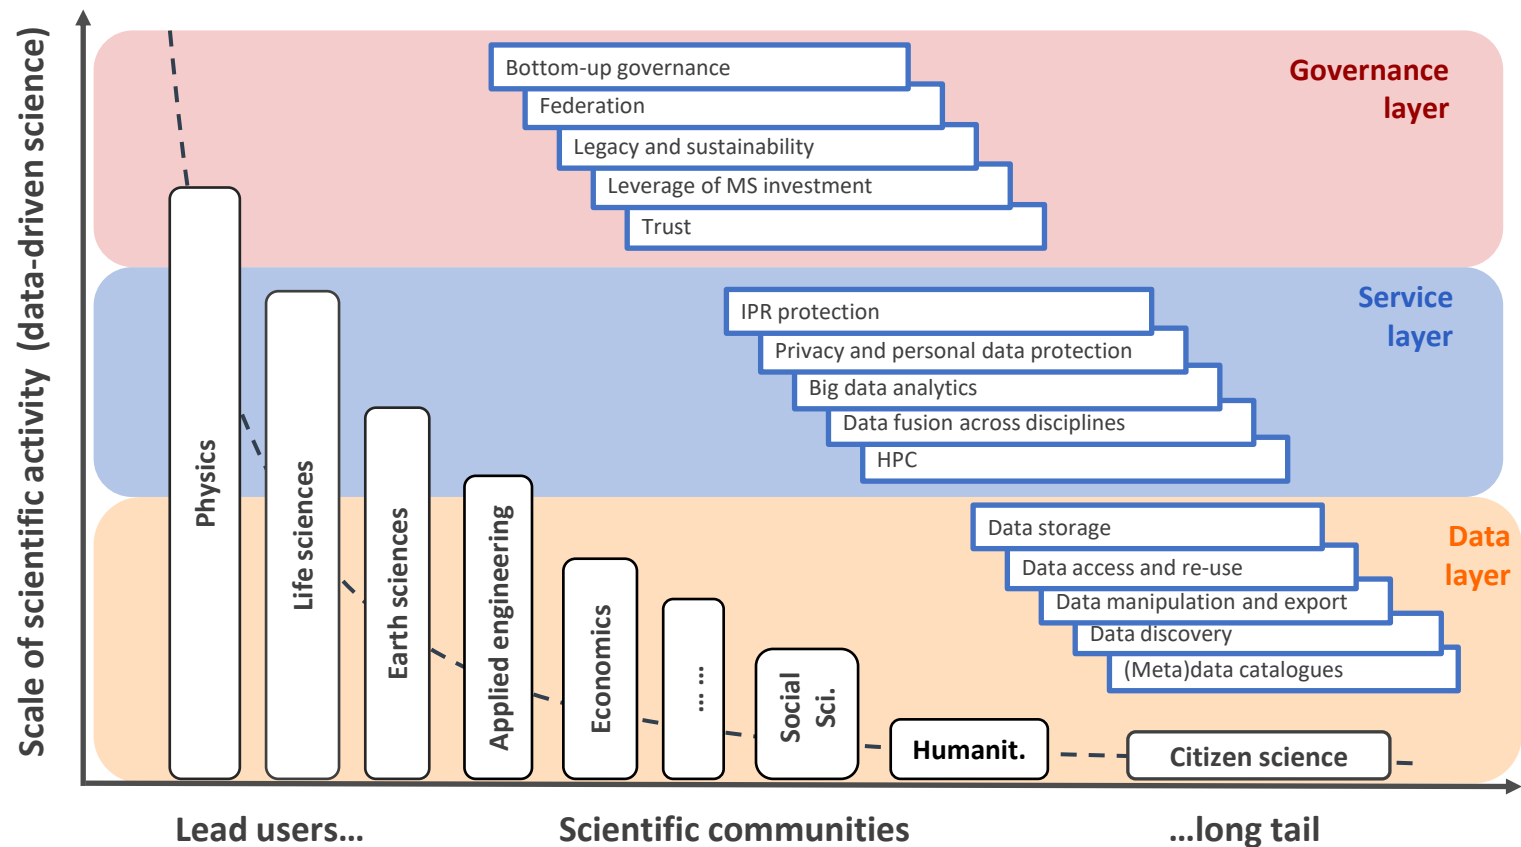 Scale of scientific activity (data-driven science)
Governance
layer
Bottom-up governance
Federation
Legacy and sustainability
Leverage of MS investment
Trust
Service
layer
IPR protection
Privacy and personal data protection
Big data analytics
Data fusion across disciplines
HPC
Data
layer
Data storage
Data access and re-use
Data manipulation and export
Data discovery
(Meta)data catalogues
Physics
Life sciences
Earth sciences
Applied engineering
Economics
... ...
Social
Sci.
Humanit.
Citizen science
Lead users...
Scientific communities
...long tail